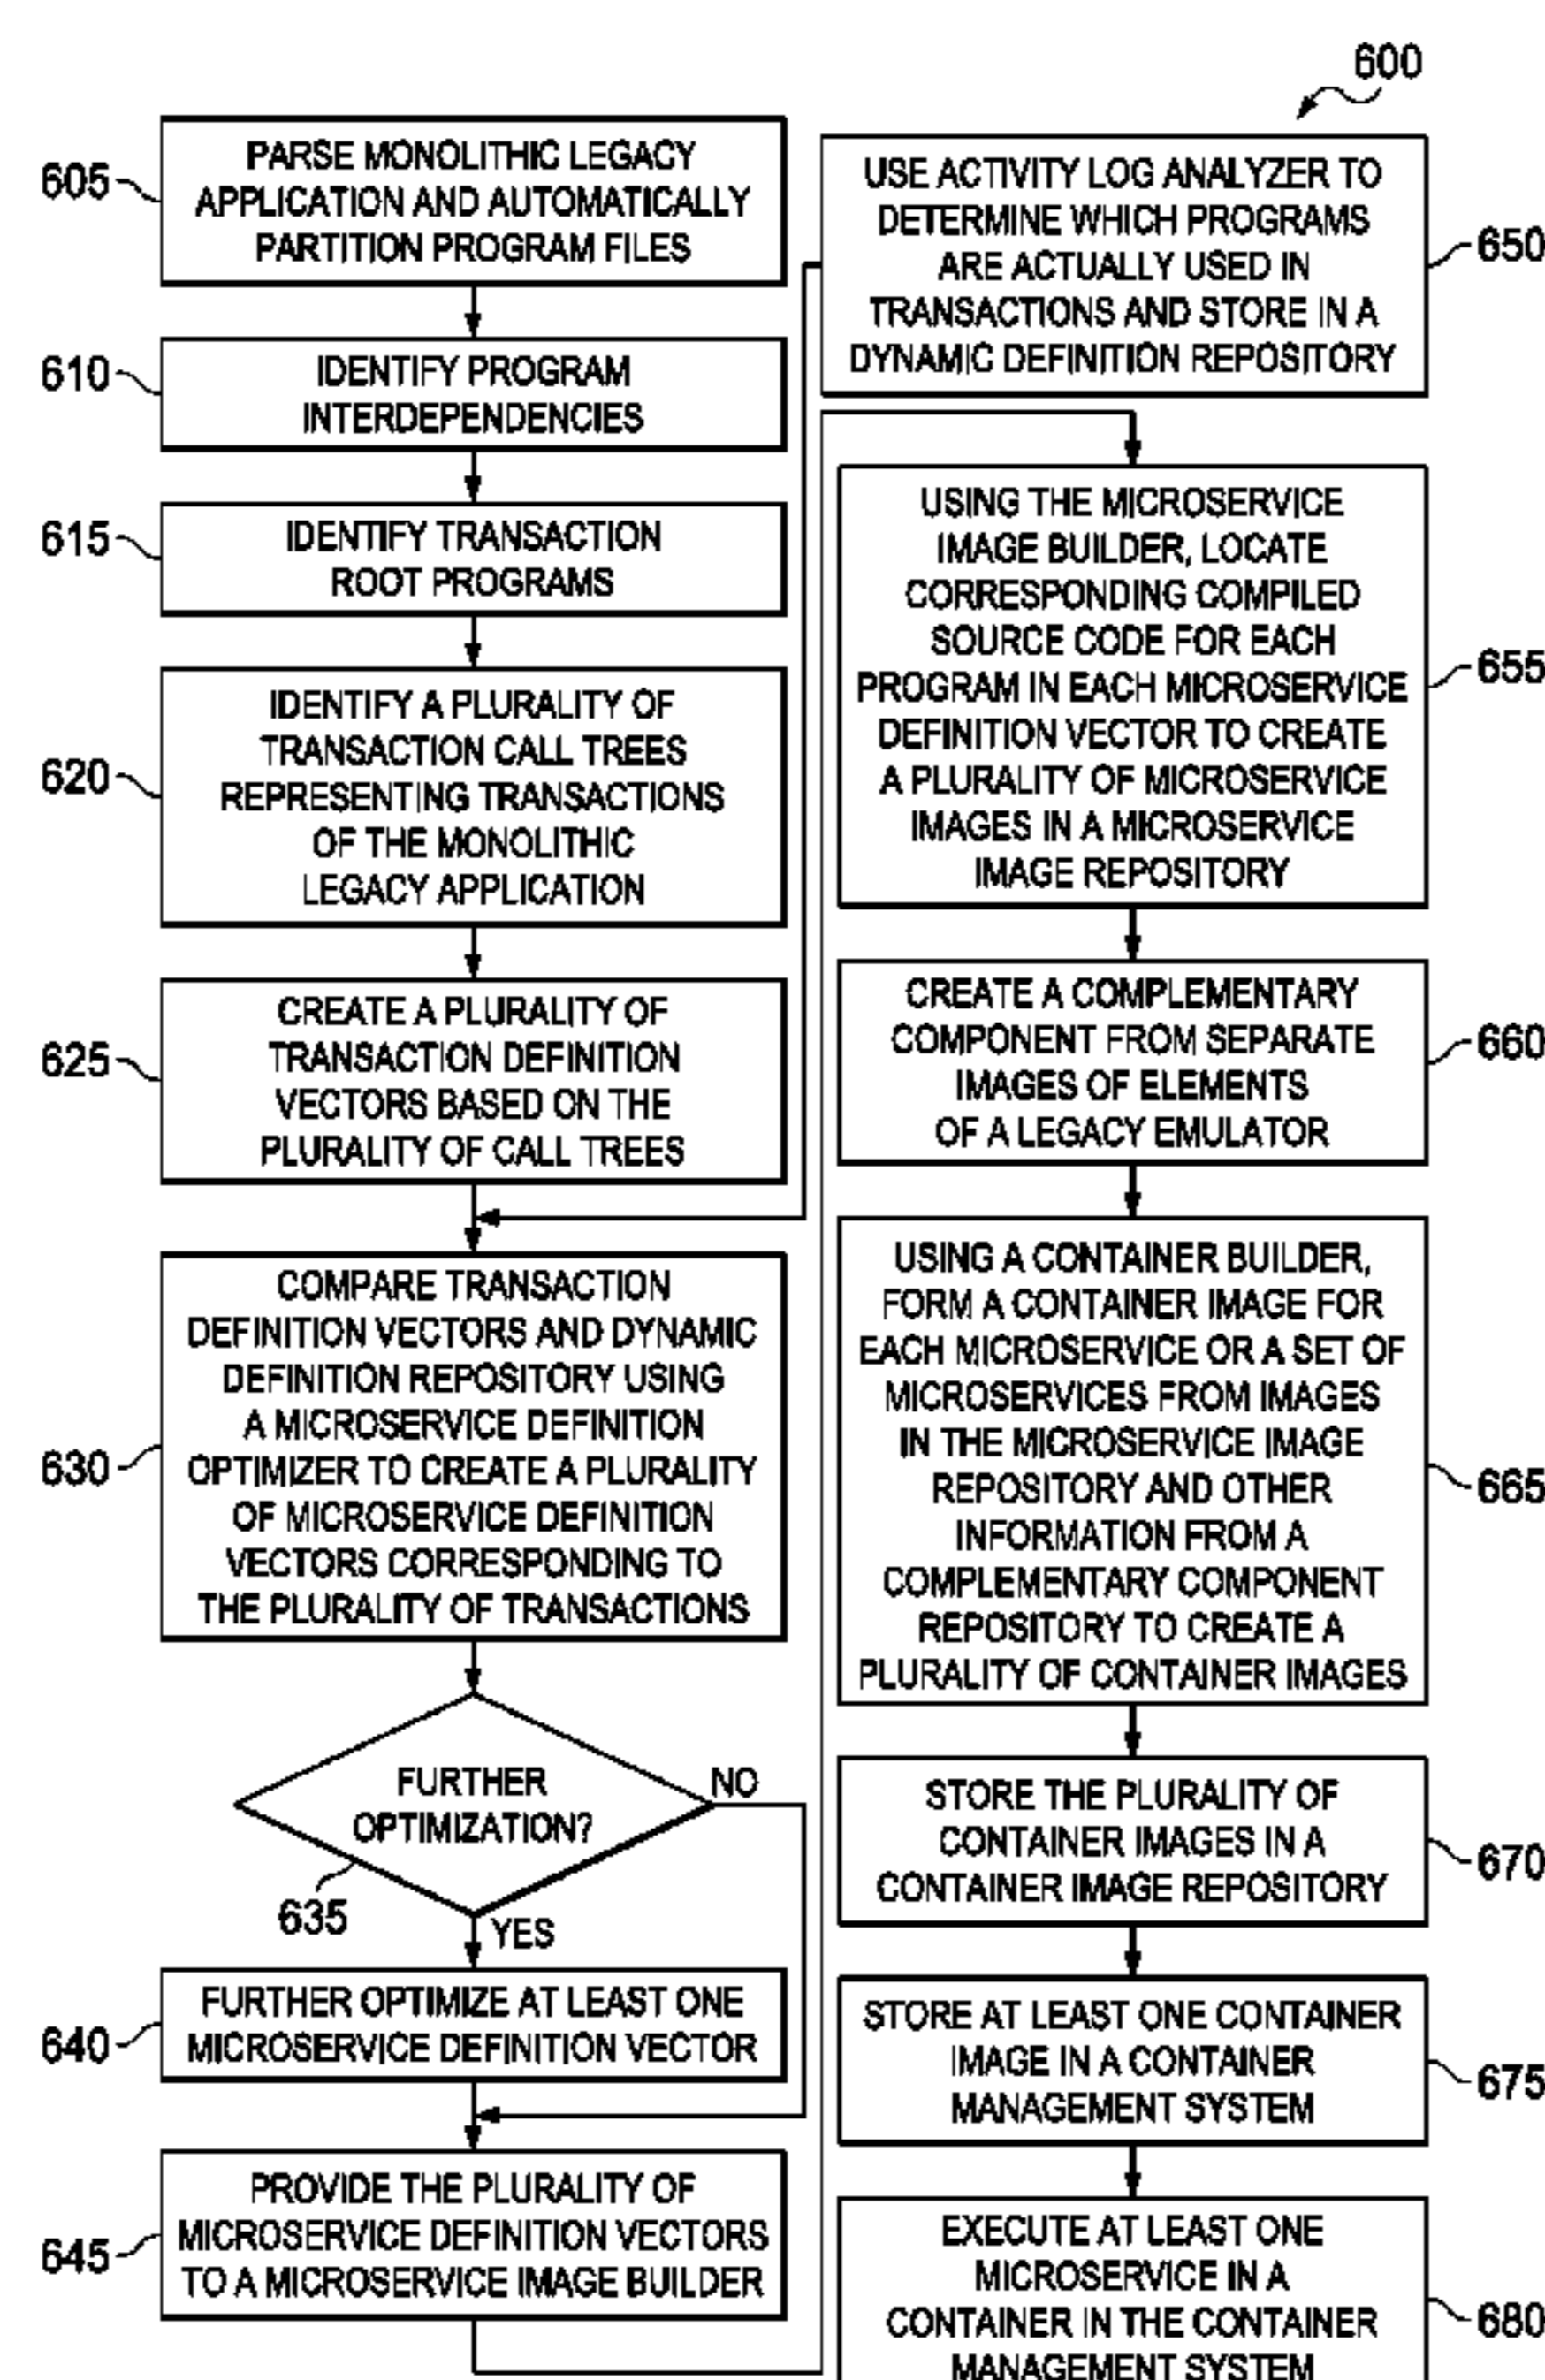 600
605
PARSE MONOLITHIC LEGACY
APPLICATION AND AUTOMATICALLY
PARTITION PROGRAM FILES
610
IDENTIFY PROGRAM
INTERDEPENDENCIES
615
IDENTIFY TRANSACTION
ROOT PROGRAMS
620
IDENTIFY A PLURALITY OF
TRANSACTION CALL TREES
REPRESENTING TRANSACTIONS
OF THE MONOLITHIC
LEGACY APPLICATION
625
CREATE A PLURALITY OF
TRANSACTION DEFINITION
VECTORS BASED ON THE
PLURALITY OF CALL TREES
630
COMPARE TRANSACTION
DEFINITION VECTORS AND DYNAMIC
DEFINITION REPOSITORY USING
A MICROSERVICE DEFINITION
OPTIMIZER TO CREATE A PLURALITY
OF MICROSERVICE DEFINITION
VECTORS CORRESPONDING TO
THE PLURALITY OF TRANSACTIONS
FURTHER
OPTIMIZATION?
NO
635
YES
640
FURTHER OPTIMIZE AT LEAST ONE
MICROSERVICE DEFINITION VECTOR
645
PROVIDE THE PLURALITY OF
MICROSERVICE DEFINITION VECTORS
TO A MICROSERVICE IMAGE BUILDER
USE ACTIVITY LOG ANALYZER TO
DETERMINE WHICH PROGRAMS
ARE ACTUALLY USED IN
TRANSACTIONS AND STORE IN A
DYNAMIC DEFINITION REPOSITORY
650
USING THE MICROSERVICE
IMAGE BUILDER, LOCATE
CORRESPONDING COMPILED
SOURCE CODE FOR EACH
PROGRAM IN EACH MICROSERVICE
DEFINITION VECTOR TO CREATE
A PLURALITY OF MICROSERVICE
IMAGES IN A MICROSERVICE
IMAGE REPOSITORY
655
CREATE A COMPLEMENTARY
COMPONENT FROM SEPARATE
IMAGES OF ELEMENTS
OF A LEGACY EMULATOR
660
USING A CONTAINER BUILDER,
FORM A CONTAINER IMAGE FOR
EACH MICROSERVICE OR A SET OF
MICROSERVICES FROM IMAGES
IN THE MICROSERVICE IMAGE
REPOSITORY AND OTHER
INFORMATION FROM A
COMPLEMENTARY COMPONENT
REPOSITORY TO CREATE A
PLURALITY OF CONTAINER IMAGES
665
STORE THE PLURALITY OF
CONTAINER IMAGES IN A
CONTAINER IMAGE REPOSITORY
670
STORE AT LEAST ONE CONTAINER
IMAGE IN A CONTAINER
MANAGEMENT SYSTEM
675
EXECUTE AT LEAST ONE
MICROSERVICE IN A
CONTAINER IN THE CONTAINER
MANAGEMENT SYSTEM
680